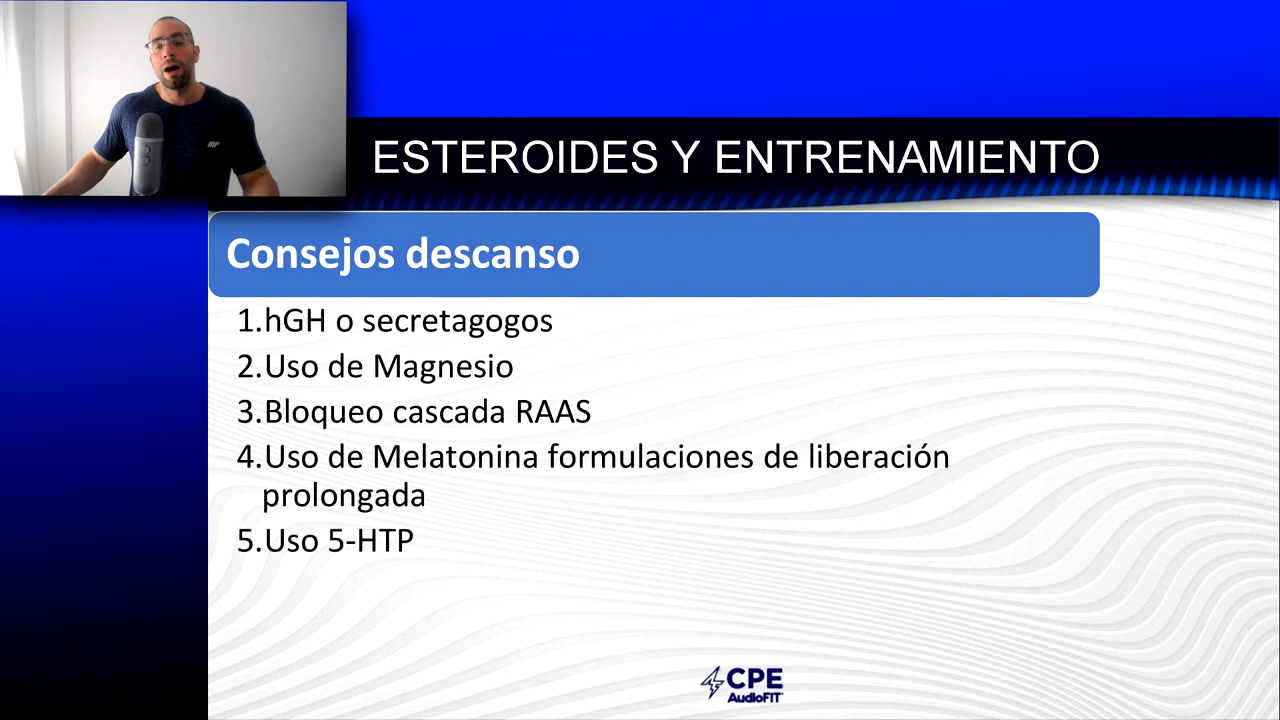 ESTEROIDES Y ENTRENAMIENTO
Consejos descanso
1.hGH o secretagogos
2.Uso de Magnesio
3.Bloqueo cascada RAAS
4.Uso de Melatonina formulaciones de liberación
prolongada
5.Uso 5-HTP
CPE
AudioFIT